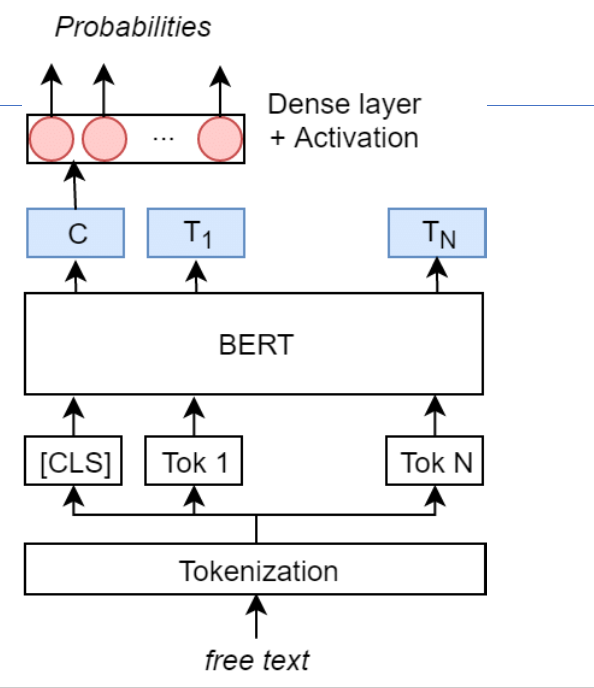 Probabilities
Dense layer
+ Activation
...
C
T1
TN
BERT
[CLS]
Tok 1
Tok N
Tokenization
free text